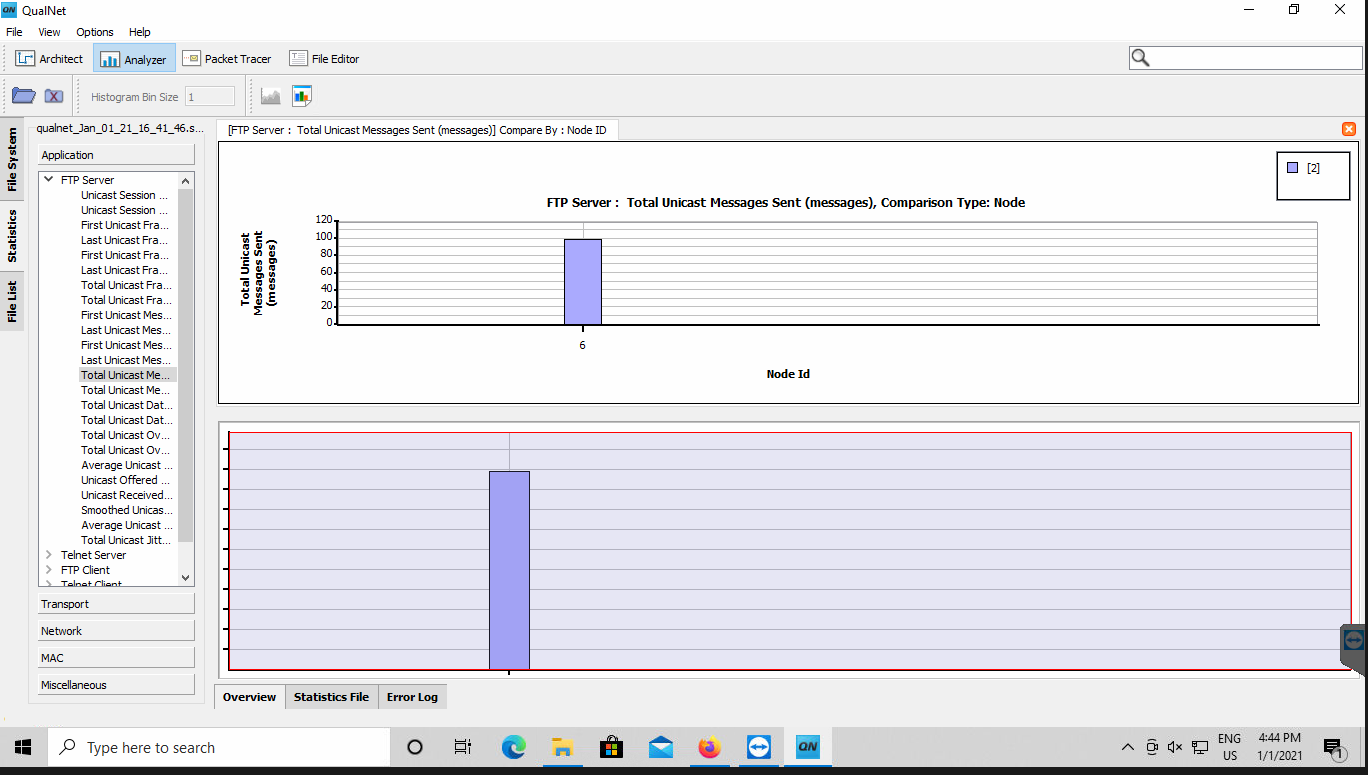 QN QualNet
File View Options Help
Architect Analyzer Packet Tracer File Editor
Histogram Bin Size 1
qualnet_Jan_01_21_16_41_46.s...
File System
Statistics
File List
Application
FTP Server
Unicast Session ...
Unicast Session ...
First Unicast Fra...
Last Unicast Fra...
First Unicast Fra...
Last Unicast Fra...
Total Unicast Fra...
Total Unicast Fra...
First Unicast Mes...
Last Unicast Mes...
First Unicast Mes...
Last Unicast Mes...
Total Unicast Me...
Total Unicast Me...
Total Unicast Dat...
Total Unicast Dat...
Total Unicast Ov...
Total Unicast Ov...
Average Unicast ...
Unicast Offered ...
Unicast Received...
Smoothed Unicas...
Average Unicast ...
Total Unicast Jitt...
Telnet Server
FTP Client
Telnet Client
Transport
Network
MAC
Miscellaneous
[FTP Server : Total Unicast Messages Sent (messages)] Compare By : Node ID
[2]
FTP Server : Total Unicast Messages Sent (messages), Comparison Type: Node
Total Unicast
Messages Sent
(messages)
120
100
80
60
40
20
0
6
Node Id
Overview Statistics File Error Log
Type here to search
QN
ENG
US
4:44 PM
1/1/2021
1